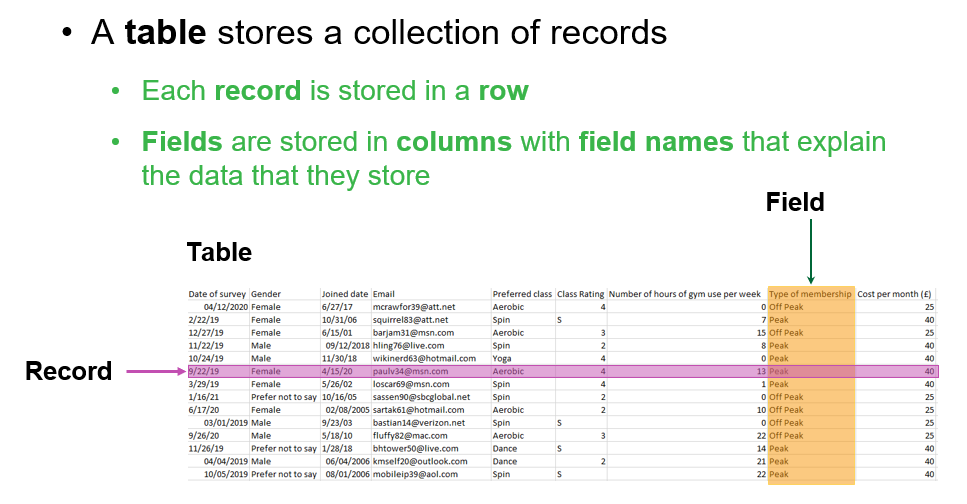 • A table stores a collection of records
• Each record is stored in a row
• Fields are stored in columns with field names that explain
the data that they store
Field
Table
Date of survey Gender Joined date Email Preferred class Class Rating Number of hours of gym use per week Type of membership Cost per month (£)
04/12/2020 Female 6/27/17 mcrawfor39@att.net Aerobic 4 0 Off Peak 25
2/22/19 Female 10/31/06 squirrel83@att.net Spin S 7 Peak 40
12/27/19 Female 6/15/01 barjam31@msn.com Aerobic 3 15 Off Peak 25
11/22/19 Male 09/12/2018 hling76@live.com Spin 2 8 Peak 40
10/24/19 Male 11/30/18 wikinerd63@hotmail.com Yoga 4 0 Peak 40
Record
9/22/19 Female 4/15/20 paulv34@msn.com Aerobic 4 13 Peak 40
3/29/19 Female 5/26/02 loscar69@msn.com Spin 4 1 Peak 40
1/16/21 Prefer not to say 10/16/05 sassen90@sbcglobal.net Spin 2 0 Off Peak 25
6/17/20 Female 02/08/2005 sartak61@hotmail.com Aerobic 2 10 Off Peak 25
03/01/2019 Male 9/23/03 bastian14@verizon.net Spin S 0 Off Peak 25
9/26/20 Male 5/18/10 fluffy82@mac.com Aerobic 3 22 Off Peak 25
11/26/19 Prefer not to say 1/28/18 bhtower50@live.com Dance S 14 Peak 40
04/04/2019 Male 06/04/2006 kmself20@outlook.com Dance 2 21 Peak 40
10/05/2019 Prefer not to say 08/01/2006 mobileip39@aol.com Spin S 22 Peak 40